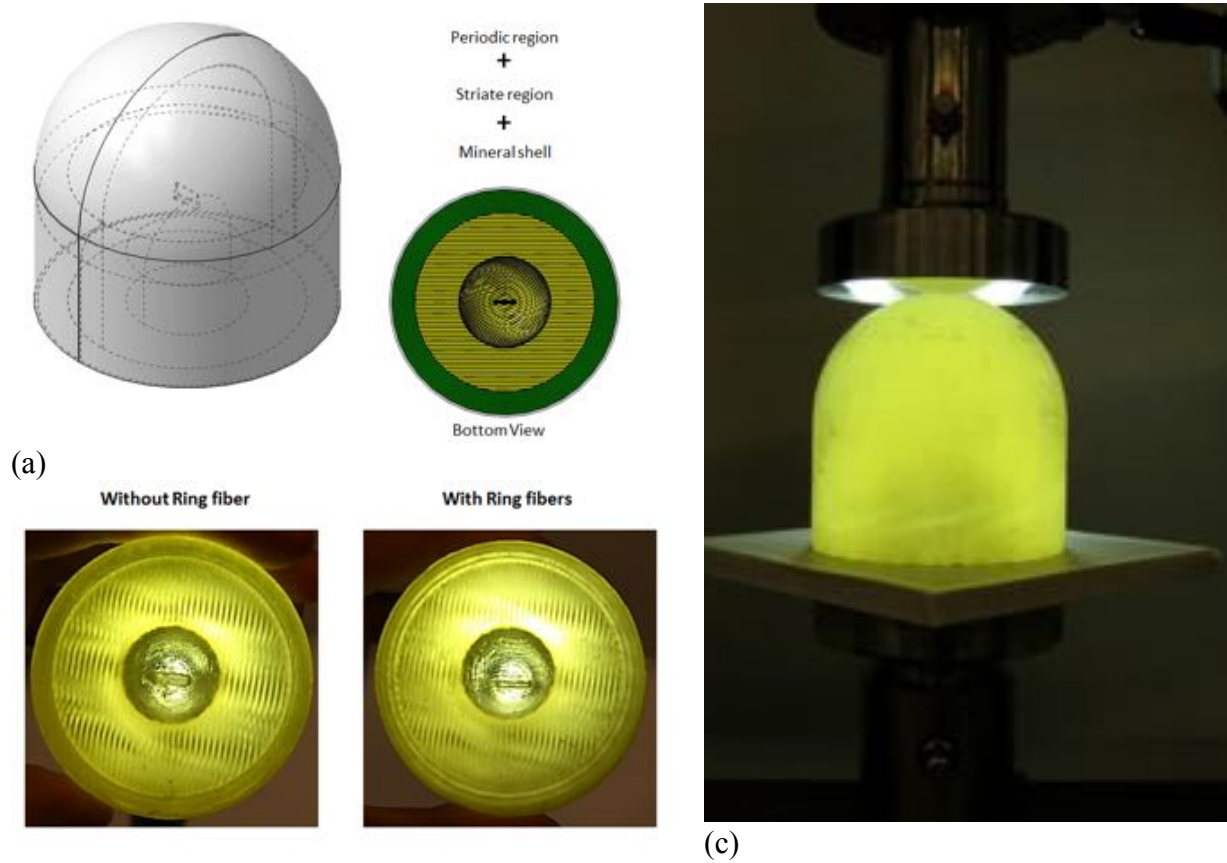 Periodic region
+
Striate region
+
Mineral shell
Bottom View
(a)
Without Ring fiber
With Ring fibers
(c)